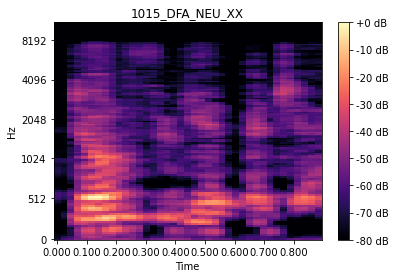 1015_DFA_NEU_XX
Hz
8192
4096
2048
1024
512
0
0.000 0.100 0.200 0.300 0.400 0.500 0.600 0.700 0.800
Time
+0 dB
-10 dB
-20 dB
-30 dB
-40 dB
-50 dB
-60 dB
-70 dB
-80 dB